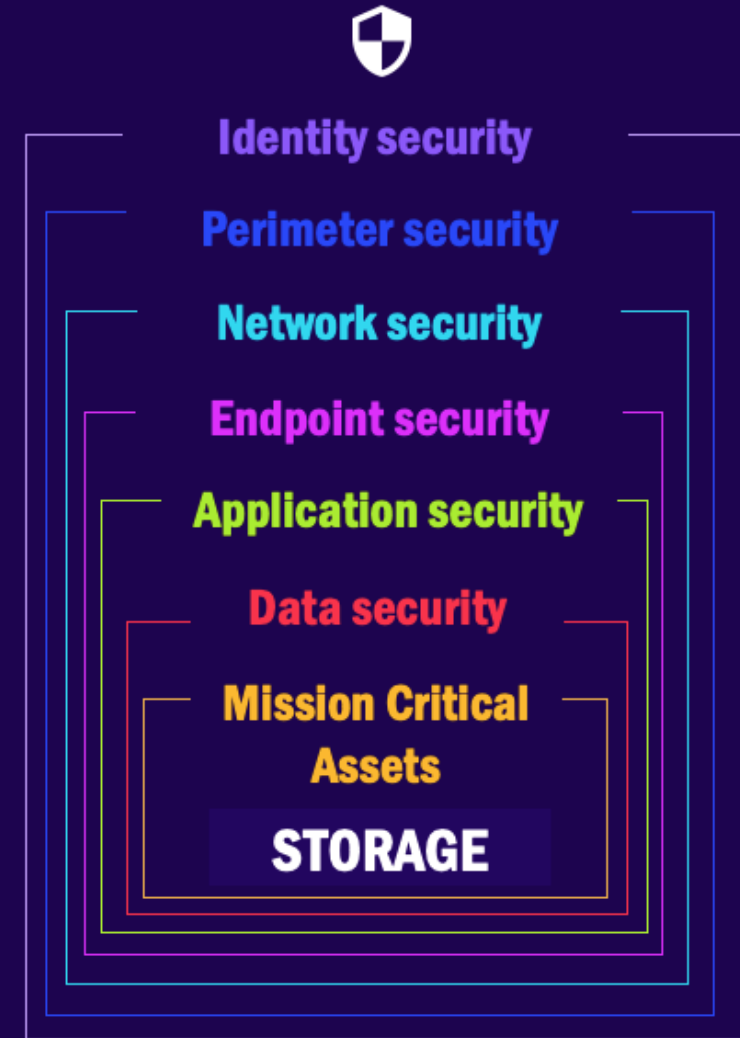 Identity security
Perimeter security
Network security
Endpoint security
Application security
Data security
Mission Critical
Assets
STORAGE